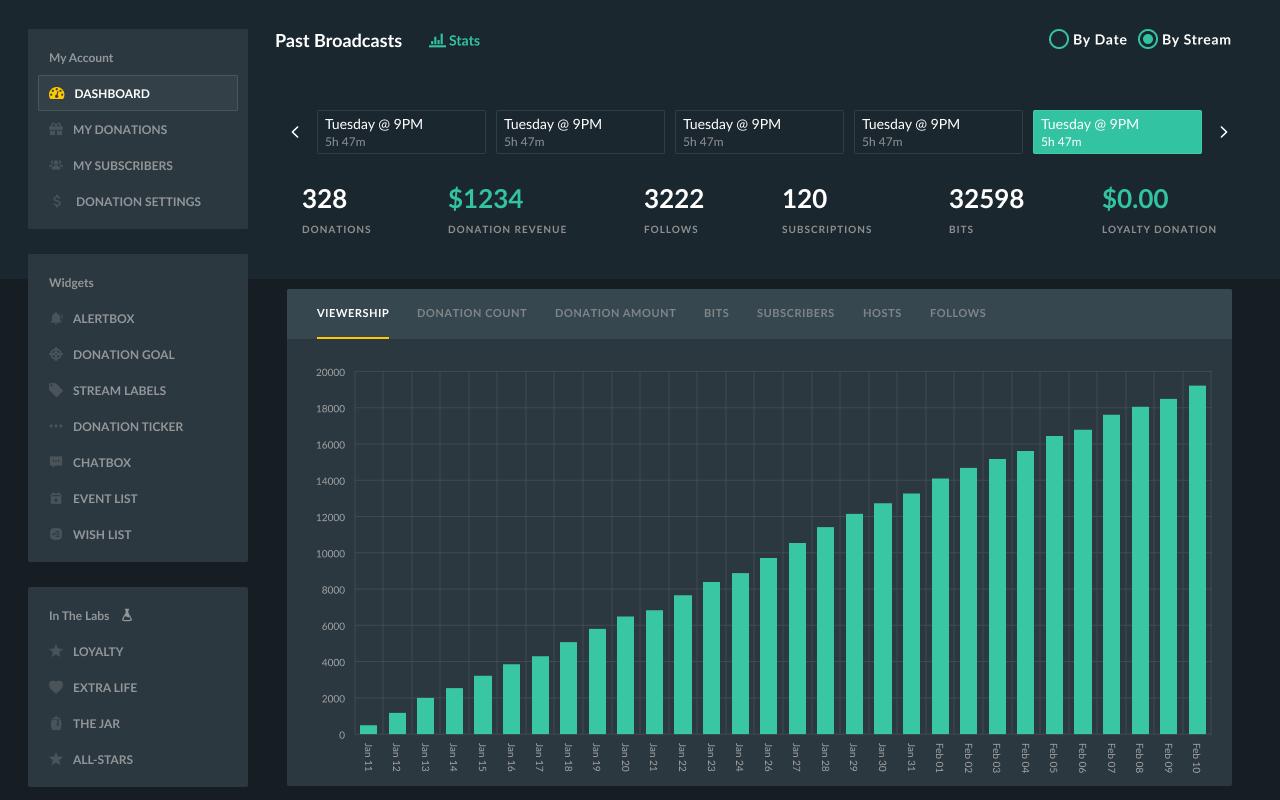 My Account
DASHBOARD
MY DONATIONS
MY SUBSCRIBERS
DONATION SETTINGS
Widgets
ALERTBOX
DONATION GOAL
STREAM LABELS
DONATION TICKER
CHATBOX
EVENT LIST
WISH LIST
In The Labs
LOYALTY
EXTRA LIFE
THE JAR
ALL-STARS
Past Broadcasts Stats By Date By Stream
Tuesday @ 9PM Tuesday @ 9PM Tuesday @ 9PM Tuesday @ 9PM Tuesday @ 9PM
5h 47m 5h 47m 5h 47m 5h 47m 5h 47m
328 $1234 3222 120 32598 $0.00
DONATIONS DONATION REVENUE FOLLOWS SUBSCRIPTIONS BITS LOYALTY DONATION
VIEWERSHIP DONATION COUNT DONATION AMOUNT BITS SUBSCRIBERS HOSTS FOLLOWS
20000
18000
16000
14000
12000
10000
8000
6000
4000
2000
0
Jan 11
Jan 12
Jan 13
Jan 14
Jan 15
Jan 16
Jan 17
Jan 18
Jan 19
Jan 20
Jan 21
Jan 22
Jan 23
Jan 24
Jan 26
Jan 27
Jan 28
Jan 29
Jan 30
Jan 31
Feb 01
Feb 02
Feb 03
Feb 04
Feb 05
Feb 06
Feb 07
Feb 08
Feb 09
Feb 10